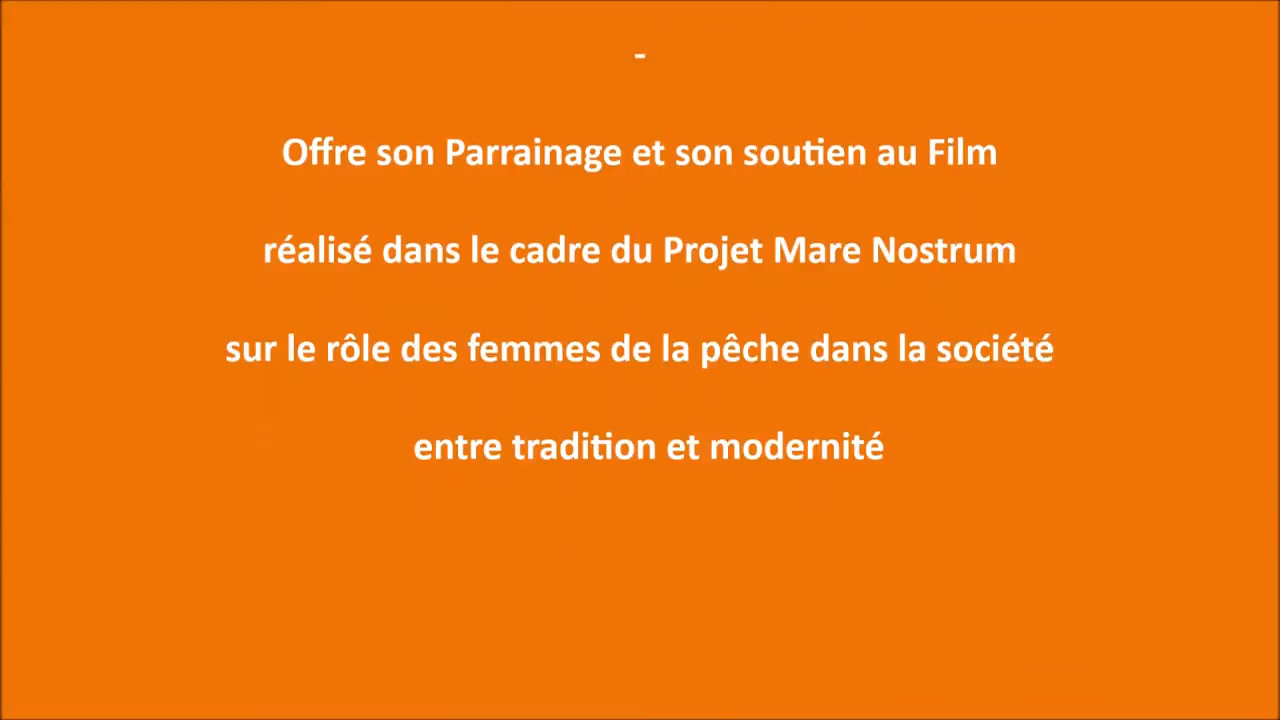 -
Offre son Parrainage et son soutien au Film
réalisé dans le cadre du Projet Mare Nostrum
sur le rôle des femmes de la pêche dans la société
entre tradition et modernité